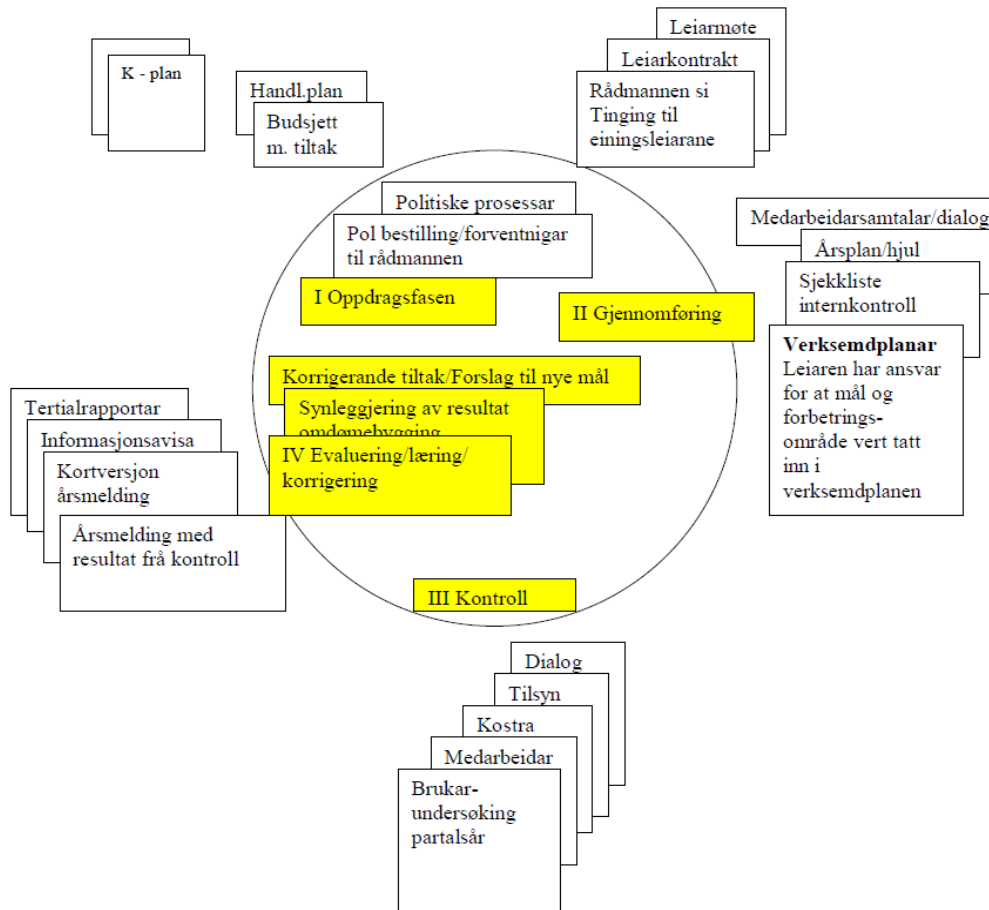 K - plan
Handl.plan
Budsjett
m. tiltak
Leiarmøte
Leiarkontrakt
Rådmannen si
Tinging til
einingsleiarane
Politiske prosessar
Pol bestilling/forventnigar
til rådmannen
I Oppdragsfasen
II Gjennomføring
Medarbeidarsamtalar/dialog
Årsplan/hjul
Sjekkliste
internkontroll
Verksemdplanar
Leiaren har ansvar
for at mål og
forbetrings-
område vert tatt
inn i
verksemdplanen
Korrigerande tiltak/Forslag til nye mål
Synleggjering av resultat
omdømebygging
IV Evaluering/læring/
korrigering
Tertialrapportar
Informasjonsavisa
Kortversjon
årsmelding
Årsmelding med
resultat frå kontroll
III Kontroll
Dialog
Tilsyn
Kostra
Medarbeidar
Brukar-
undersøking
partalsår